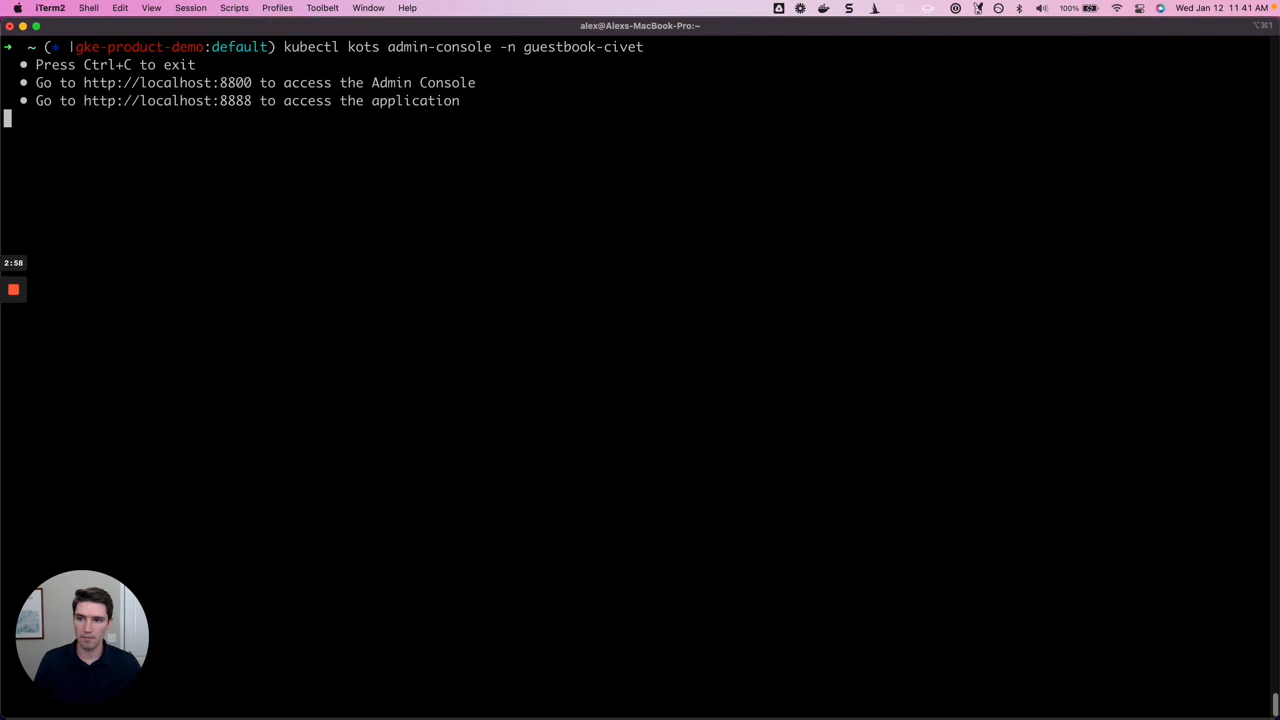 iTerm2 Shell Edit View Session Scripts Profiles Toolbelt Window Help 100% Wed Jan 12 11:41 AM
alex@Alexs-MacBook-Pro:~ ⌥⌘1
➜ ~ (⎈ |gke-product-demo:default) kubectl kots admin-console -n guestbook-civet
• Press Ctrl+C to exit
• Go to http://localhost:8800 to access the Admin Console
• Go to http://localhost:8888 to access the application
2:58